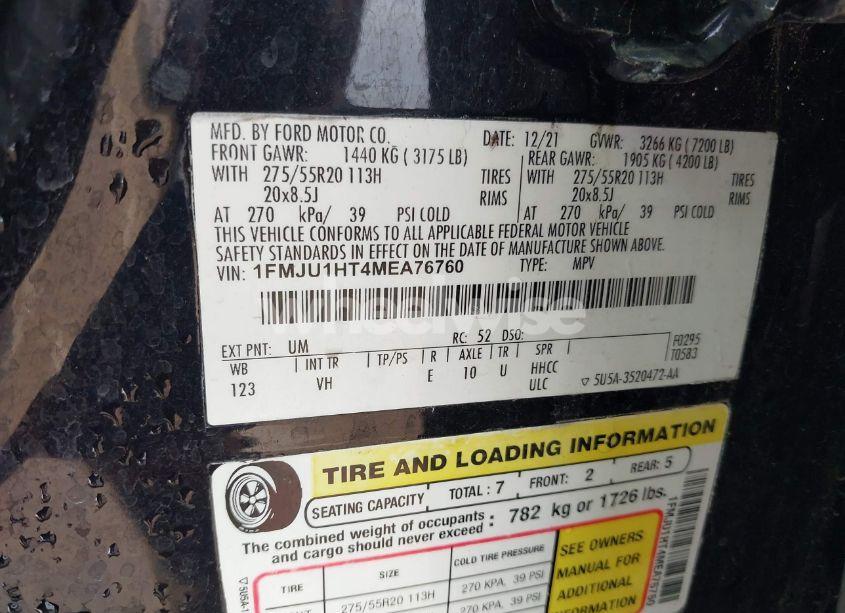 MFD. BY FORD MOTOR CO. DATE: 12/21 GVWR: 3266 KG ( 7200 LB)
FRONT GAWR: 1440 KG ( 3175 LB) REAR GAWR: 1905 KG ( 4200 LB)
WITH 275/55R20 113H TIRES WITH 275/55R20 113H TIRES
20x8.5J RIMS 20x8.5J RIMS
AT 270 kPa/ 39 PSI COLD AT 270 kPa/ 39 PSI COLD
THIS VEHICLE CONFORMS TO ALL APPLICABLE FEDERAL MOTOR VEHICLE
SAFETY STANDARDS IN EFFECT ON THE DATE OF MANUFACTURE SHOWN ABOVE.
VIN: 1FMJU1HT4MEA76760 TYPE: MPV
wheelwise
EXT PNT: UM RC: 52 DSO: F0295
WB INT TR TP/PS R AXLE TR SPR T0583
123 VH E 10 U HHCC
ULC ▽ 5U5A-3520472-AA
TIRE AND LOADING INFORMATION
SEATING CAPACITY TOTAL: 7 FRONT: 2 REAR: 5
The combined weight of occupants
and cargo should never exceed : 782 kg or 1726 lbs.
TIRE SIZE COLD TIRE PRESSURE
275/55R20 113H 270 KPA, 39 PSI
270 KPA, 39 PSI
SEE OWNERS
MANUAL FOR
ADDITIONAL
INFORMATION